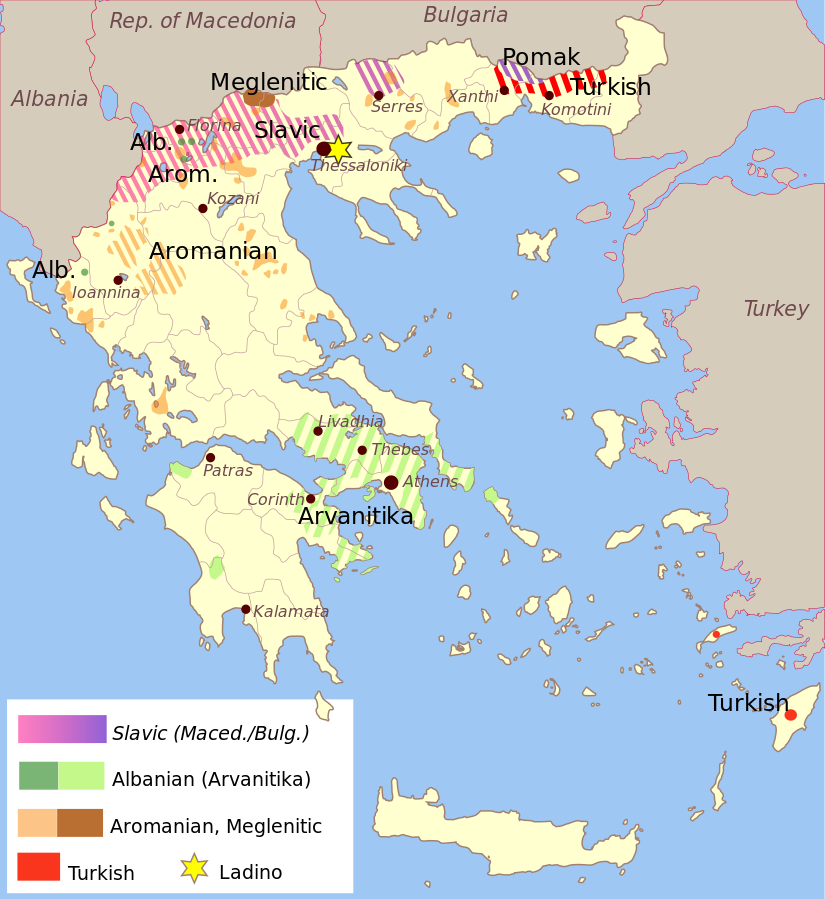 Rep. of Macedonia
Bulgaria
Albania
Pomak
Meglenitic
Turkish
Serres
Xanthi
Komotini
Florina
Slavic
Alb.
Thessaloniki
Arom.
Kozani
Aromanian
Alb.
Ioannina
Turkey
Livadhia
Thebes
Patras
Athens
Corinth
Arvanitika
Kalamata
Turkish
Slavic (Maced./Bulg.)
Albanian (Arvanitika)
Aromanian, Meglenitic
Turkish
Ladino